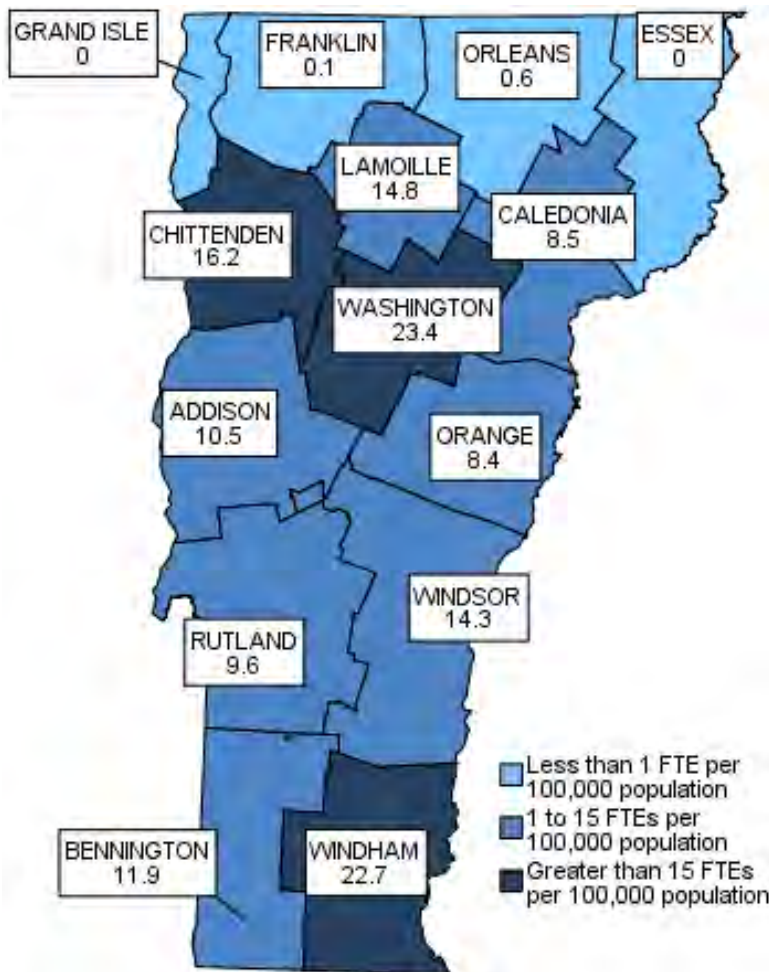 GRAND ISLE
0
FRANKLIN
0.1
ORLEANS
0.6
ESSEX
0
LAMOILLE
14.8
CALEDONIA
8.5
CHITTENDEN
16.2
WASHINGTON
23.4
ADDISON
10.5
ORANGE
8.4
WINDSOR
14.3
RUTLAND
9.6
BENNINGTON
11.9
WINDHAM
22.7
Less than 1 FTE per
100,000 population
1 to 15 FTEs per
100,000 population
Greater than 15 FTEs
per 100,000 population